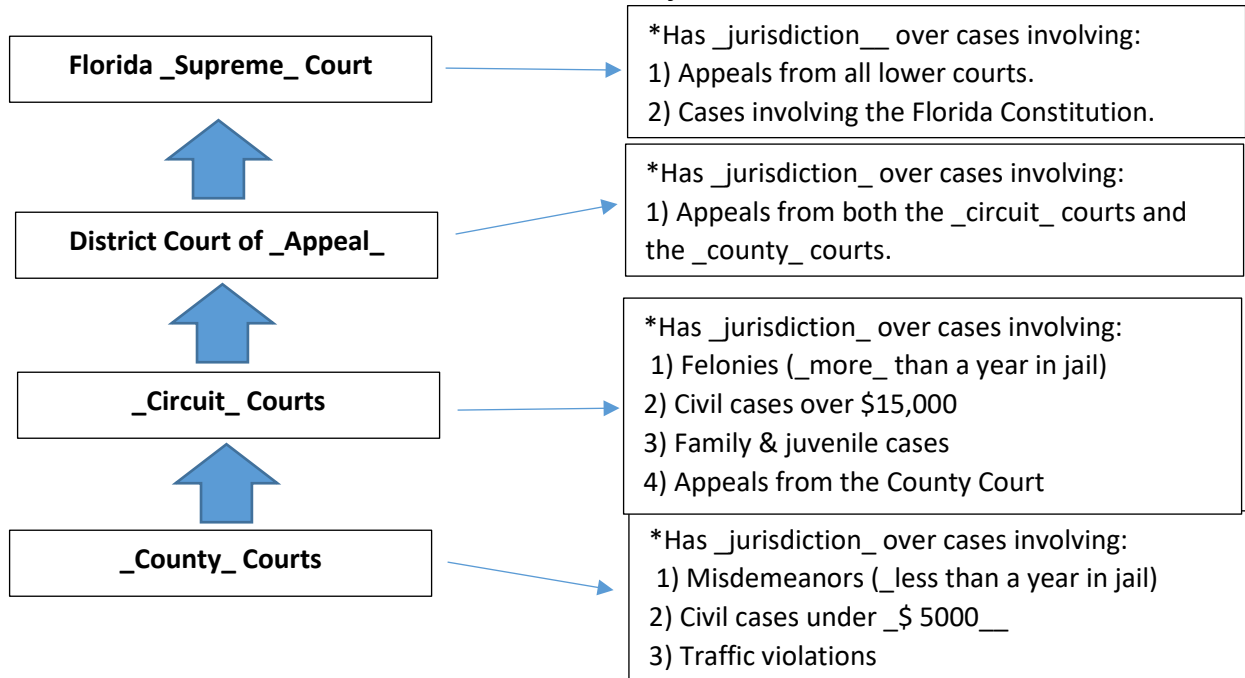 Florida _Supreme_ Court
*Has _jurisdiction__ over cases involving:
1) Appeals from all lower courts.
2) Cases involving the Florida Constitution.
District Court of _Appeal_
*Has _jurisdiction_ over cases involving:
1) Appeals from both the _circuit_ courts and
the _county_ courts.
_Circuit_ Courts
*Has _jurisdiction_ over cases involving:
1) Felonies (_more_ than a year in jail)
2) Civil cases over $15,000
3) Family & juvenile cases
4) Appeals from the County Court
_County_ Courts
*Has _jurisdiction_ over cases involving:
1) Misdemeanors (_less than a year in jail)
2) Civil cases under _$ 5000__
3) Traffic violations